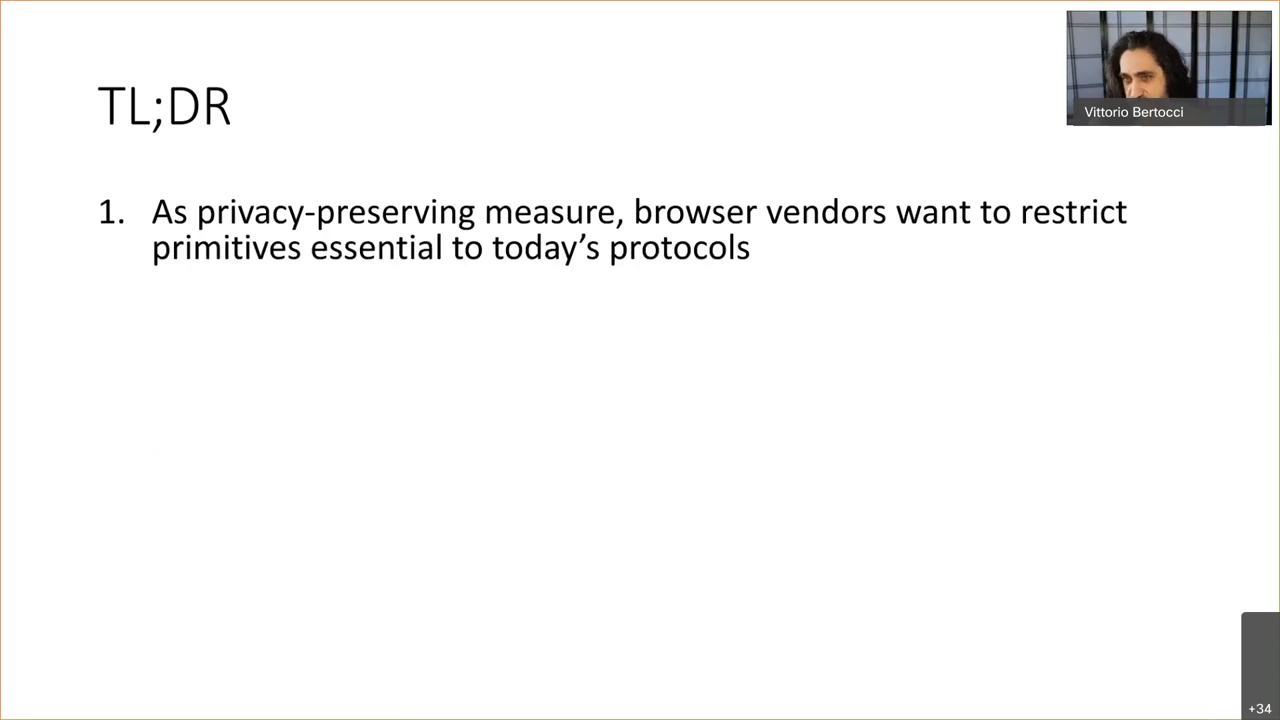 TL;DR
Vittorio Bertocci
1. As privacy-preserving measure, browser vendors want to restrict
primitives essential to today’s protocols
+34